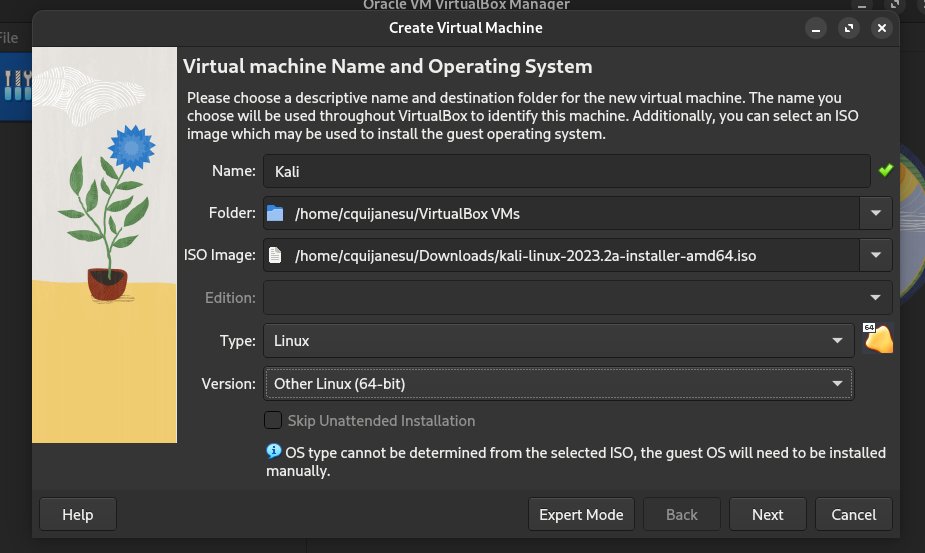 Oracle VM VirtualBox Manager
File
Create Virtual Machine
Virtual machine Name and Operating System
Please choose a descriptive name and destination folder for the new virtual machine. The name you
choose will be used throughout VirtualBox to identify this machine. Additionally, you can select an ISO
image which may be used to install the guest operating system.
Name: Kali
Folder: /home/cquijanesu/VirtualBox VMs
ISO Image: /home/cquijanesu/Downloads/kali-linux-2023.2a-installer-amd64.iso
Edition:
Type: Linux
64
Version: Other Linux (64-bit)
Skip Unattended Installation
OS type cannot be determined from the selected ISO, the guest OS will need to be installed
manually.
Help Expert Mode Back Next Cancel